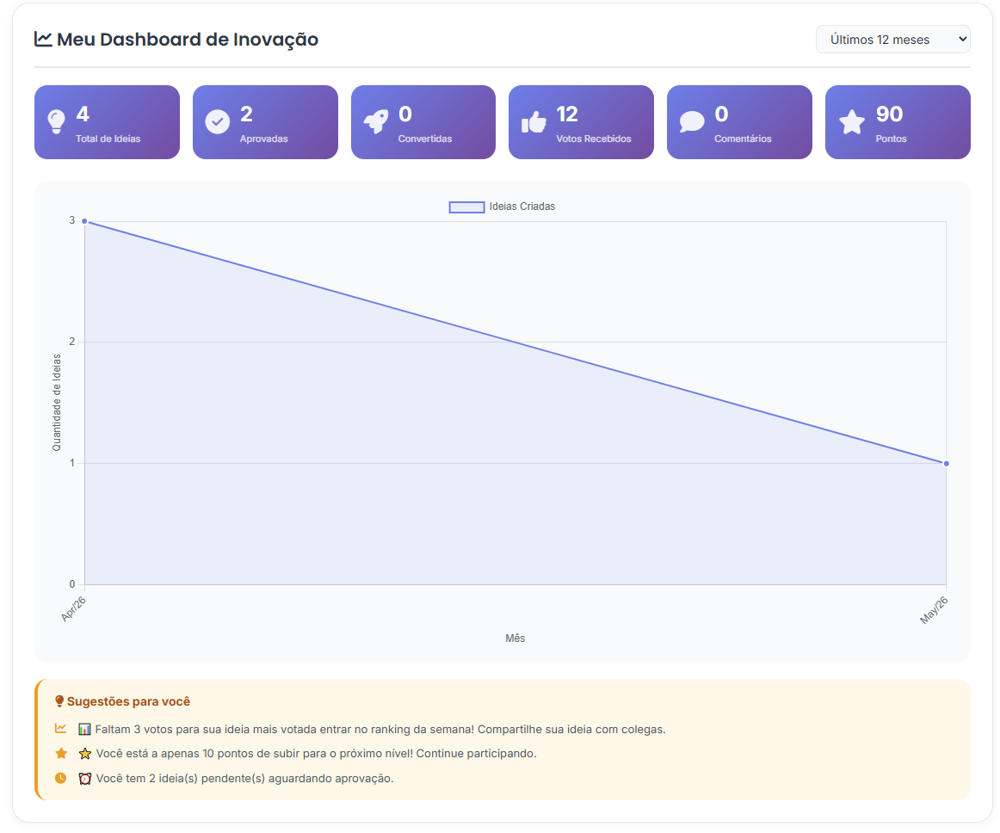 Meu Dashboard de Inovação
Últimos 12 meses
4
Total de Ideias
2
Aprovadas
0
Convertidas
12
Votos Recebidos
0
Comentários
90
Pontos
Ideias Criadas
Quantidade de Ideias
3
2
1
0
Apr/26
May/26
Mês
Sugestões para você
Faltam 3 votos para sua ideia mais votada entrar no ranking da semana! Compartilhe sua ideia com colegas.
Você está a apenas 10 pontos de subir para o próximo nível! Continue participando.
Você tem 2 ideia(s) pendente(s) aguardando aprovação.